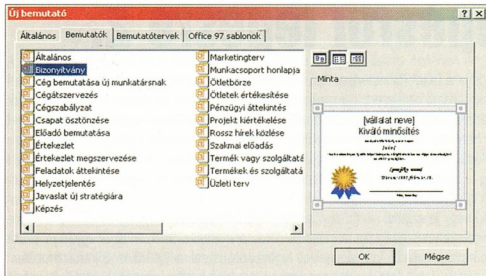 Új bemutató
Általános Bemutatók Bemutatótervek Office 97 sablonok
Általános
Bizonyítvány
Cég bemutatása új munkatársnak
Cégátszervezés
Cégszabályzat
Csapat ösztönzése
Előadó bemutatása
Értekezlet
Értekezlet megszervezése
Feladatok áttekintése
Helyzetjelentés
Javaslat új stratégiára
Képzés
Marketingterv
Munkacsoport honlapja
Ötletbörze
Ötletek értékesítése
Pénzügyi áttekintés
Projekt kiértékelése
Rossz hírek közlése
Szakmai előadás
Termék vagy szolgáltatá
Termékek és szolgáltatá
Üzleti terv
Minta
[vállalat neve]
Kiváló minősítés
OK Mégse